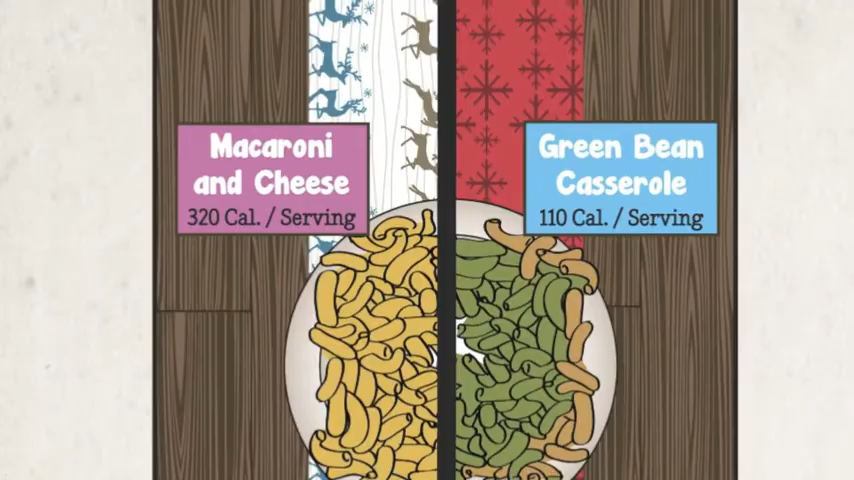 Macaroni
and Cheese
320 Cal. / Serving
Green Bean
Casserole
110 Cal. / Serving